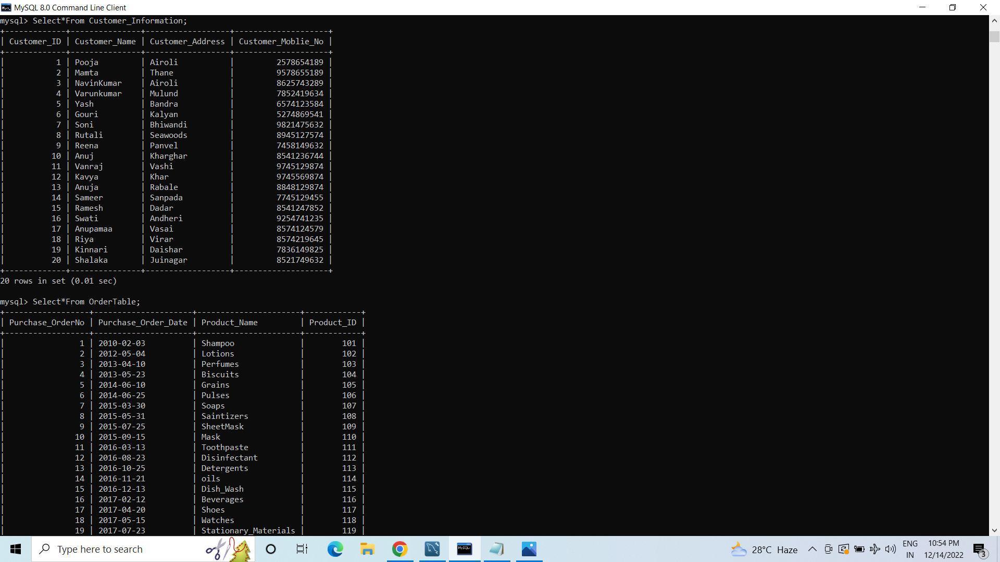 MySQL 8.0 Command Line Client
mysql> Select*From Customer_Information;
+-------------+---------------+------------------+--------------------+
| Customer_ID | Customer_Name | Customer_Address | Customer_Moblie_No |
+-------------+---------------+------------------+--------------------+
| 1 | Pooja | Airoli | 2578654189 |
| 2 | Mamta | Thane | 9578655189 |
| 3 | NavinKumar | Airoli | 8625743289 |
| 4 | Varunkumar | Mulund | 7852419634 |
| 5 | Yash | Bandra | 6574123584 |
| 6 | Gouri | Kalyan | 5274869541 |
| 7 | Soni | Bhiwandi | 9821475632 |
| 8 | Rutali | Seawoods | 8945127574 |
| 9 | Reena | Panvel | 7458149632 |
| 10 | Anuj | Kharghar | 8541236744 |
| 11 | Vanraj | Vashi | 9745129874 |
| 12 | Kavya | Khar | 9745569874 |
| 13 | Anuja | Rabale | 8848129874 |
| 14 | Sameer | Sanpada | 7745129455 |
| 15 | Ramesh | Dadar | 8541247852 |
| 16 | Swati | Andheri | 9254741235 |
| 17 | Anupamaa | Vasai | 8574124579 |
| 18 | Riya | Virar | 8574219645 |
| 19 | Kinnari | Daishar | 7836149825 |
| 20 | Shalaka | Juinagar | 8521749632 |
+-------------+---------------+------------------+--------------------+
20 rows in set (0.01 sec)
mysql> Select*From OrderTable;
+------------------+---------------------+----------------------+------------+
| Purchase_OrderNo | Purchase_Order_Date | Product_Name | Product_ID |
+------------------+---------------------+----------------------+------------+
| 1 | 2010-02-03 | Shampoo | 101 |
| 2 | 2012-05-04 | Lotions | 102 |
| 3 | 2013-04-10 | Perfumes | 103 |
| 4 | 2013-05-23 | Biscuits | 104 |
| 5 | 2014-06-10 | Grains | 105 |
| 6 | 2014-06-25 | Pulses | 106 |
| 7 | 2015-03-30 | Soaps | 107 |
| 8 | 2015-05-31 | Saintizers | 108 |
| 9 | 2015-07-25 | SheetMask | 109 |
| 10 | 2015-09-15 | Mask | 110 |
| 11 | 2016-03-13 | Toothpaste | 111 |
| 12 | 2016-08-23 | Disinfectant | 112 |
| 13 | 2016-10-25 | Detergents | 113 |
| 14 | 2016-11-21 | oils | 114 |
| 15 | 2016-12-13 | Dish_Wash | 115 |
| 16 | 2017-02-12 | Beverages | 116 |
| 17 | 2017-04-20 | Shoes | 117 |
| 18 | 2017-05-15 | Watches | 118 |
| 19 | 2017-07-23 | Stationary_Materials | 119 |
Type here to search
28°C Haze
ENG
IN
10:54 PM
12/14/2022
3